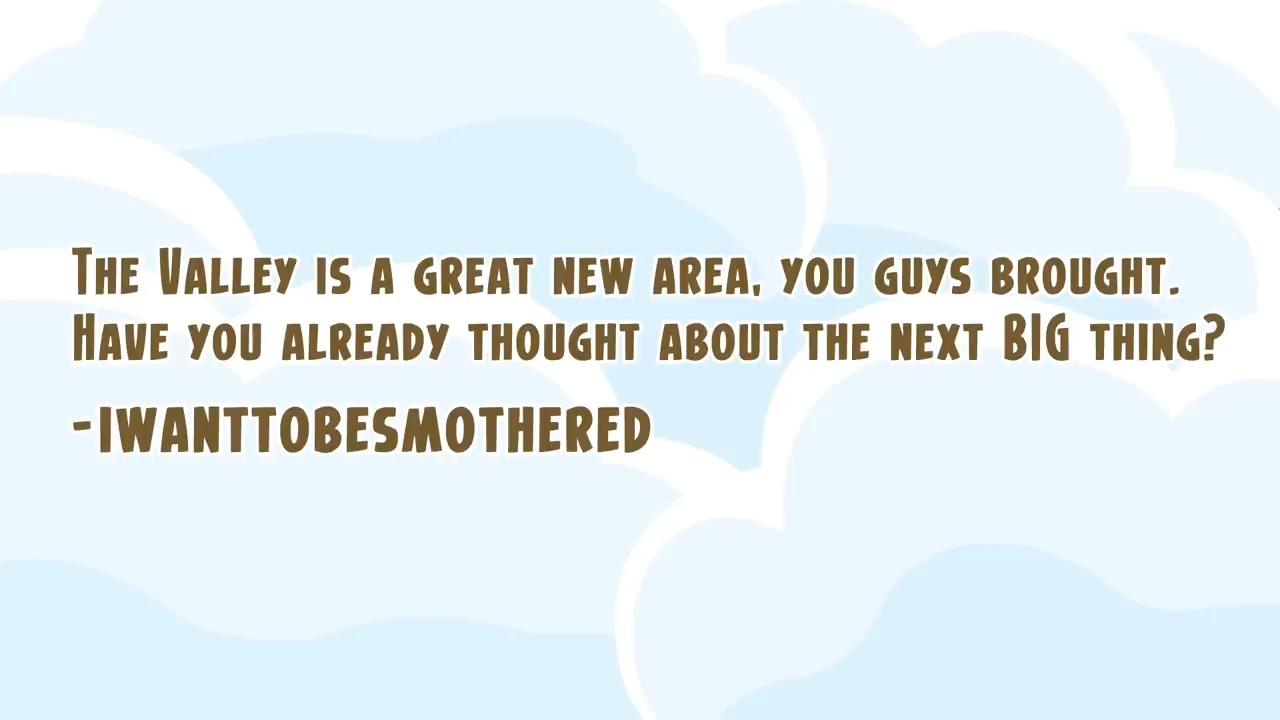 The Valley is a great new area, you guys brought.
Have you already thought about the next BIG thing?
-iwanttobesmothered